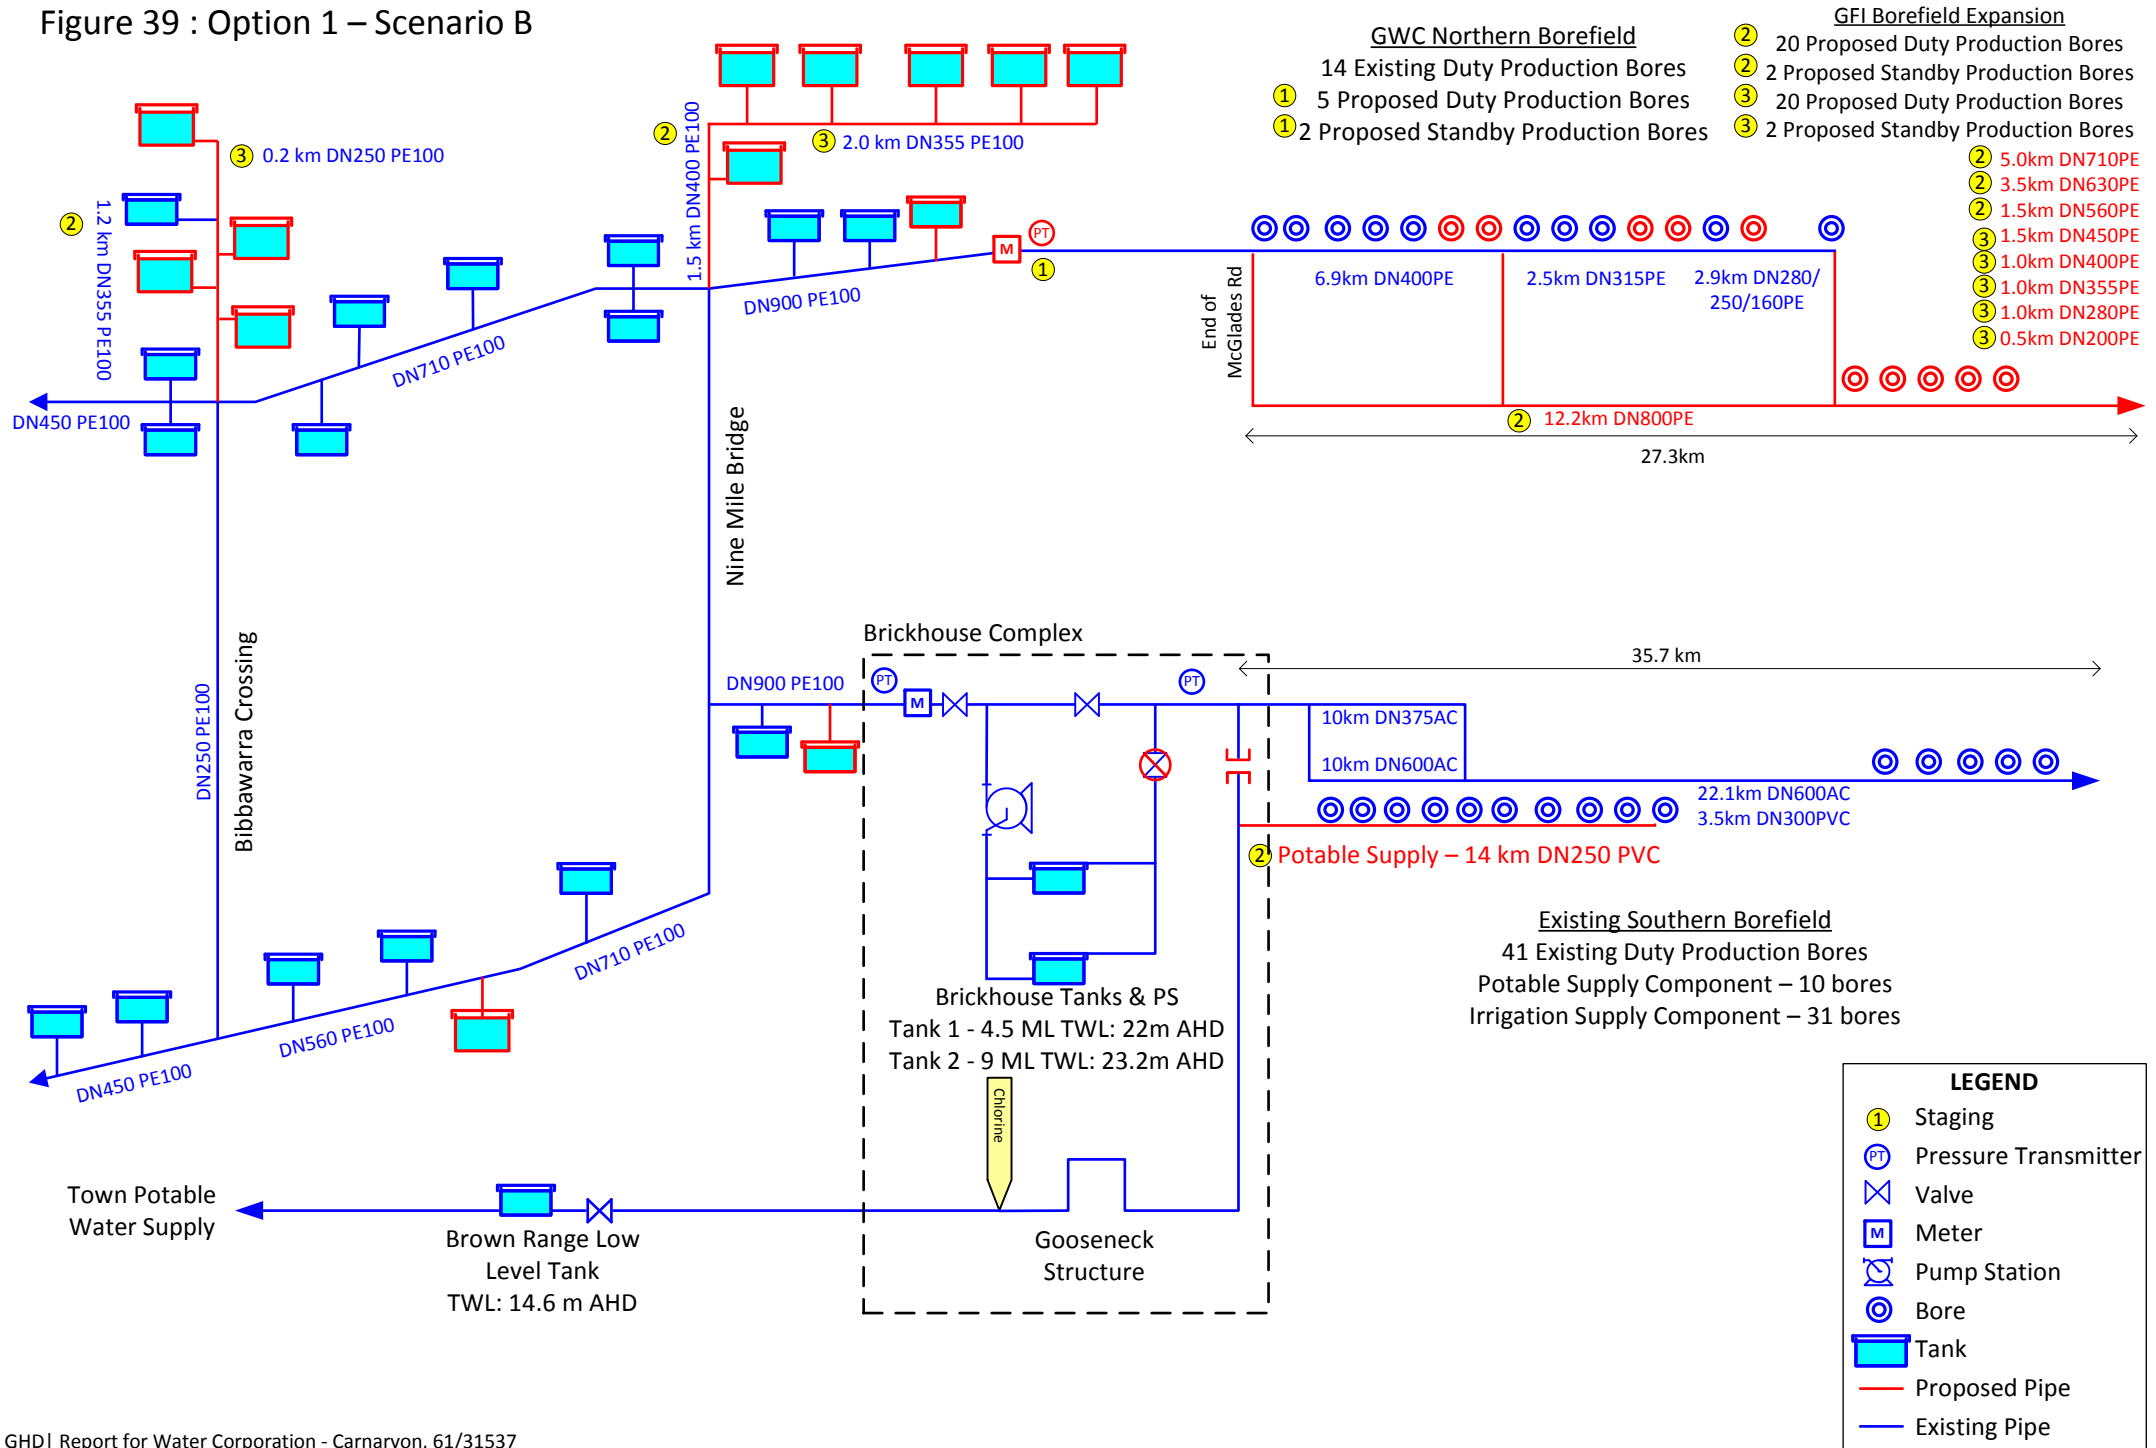 Figure 39 : Option 1 – Scenario B
GWC Northern Borefield
14 Existing Duty Production Bores
1 5 Proposed Duty Production Bores
1 2 Proposed Standby Production Bores
GFI Borefield Expansion
2 20 Proposed Duty Production Bores
2 2 Proposed Standby Production Bores
3 20 Proposed Duty Production Bores
3 2 Proposed Standby Production Bores
2 5.0km DN710PE
2 3.5km DN630PE
2 1.5km DN560PE
3 1.5km DN450PE
3 1.0km DN400PE
3 1.0km DN355PE
3 1.0km DN280PE
3 0.5km DN200PE
3 0.2 km DN250 PE100
2
1.2 km DN355 PE100
2
1.5 km DN400 PE100
3 2.0 km DN355 PE100
PT
M
1
DN900 PE100
DN710 PE100
DN450 PE100
End of
McGlades Rd
6.9km DN400PE
2.5km DN315PE
2.9km DN280/
250/160PE
2 12.2km DN800PE
27.3km
Nine Mile Bridge
Bibbawarra Crossing
DN250 PE100
Brickhouse Complex
DN900 PE100
PT
M
PT
35.7 km
10km DN375AC
10km DN600AC
22.1km DN600AC
3.5km DN300PVC
2 Potable Supply – 14 km DN250 PVC
DN710 PE100
DN560 PE100
DN450 PE100
Brickhouse Tanks & PS
Tank 1 - 4.5 ML TWL: 22m AHD
Tank 2 - 9 ML TWL: 23.2m AHD
Chlorine
Existing Southern Borefield
41 Existing Duty Production Bores
Potable Supply Component – 10 bores
Irrigation Supply Component – 31 bores
Town Potable
Water Supply
Brown Range Low
Level Tank
TWL: 14.6 m AHD
Gooseneck
Structure
LEGEND
1 Staging
PT Pressure Transmitter
Valve
M Meter
Pump Station
Bore
Tank
Proposed Pipe
Existing Pipe
GHD| Report for Water Corporation - Carnarvon, 61/31537